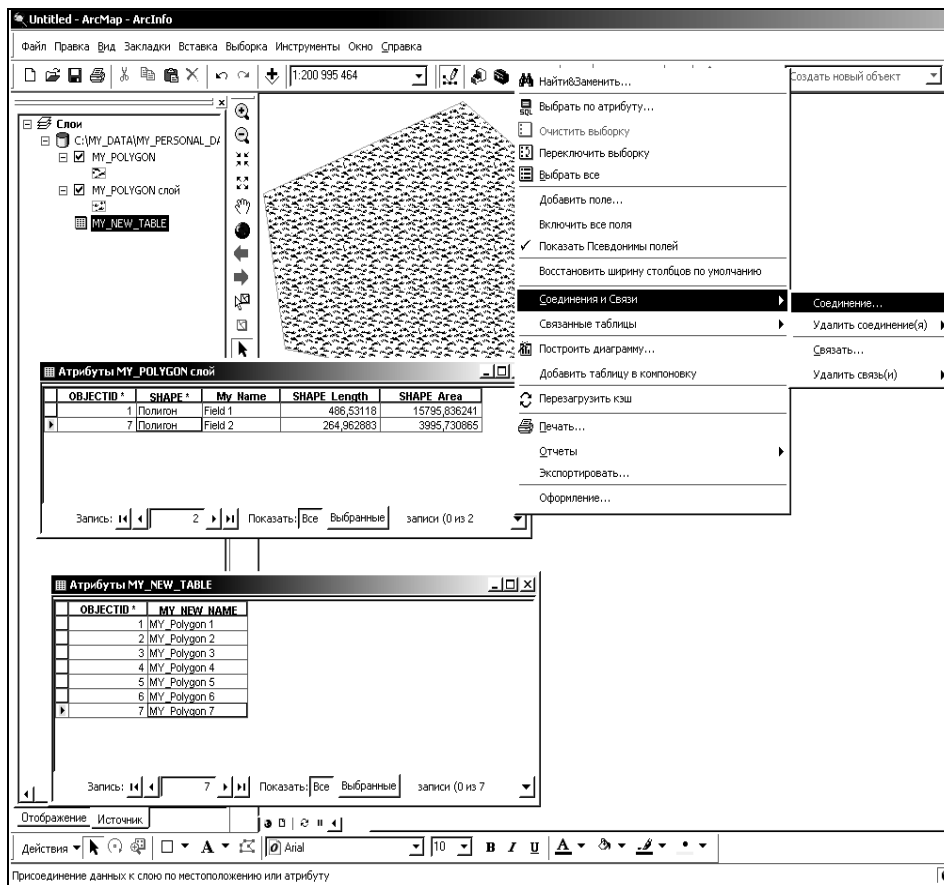 Untitled - ArcMap - ArcInfo
Файл Правка Вид Закладки Вставка Выборка Инструменты Окно Справка
1:200 995 464
Создать новый объект
Слои
C:\MY_DATA\MY_PERSONAL_DA
MY_POLYGON
MY_POLYGON слой
MY_NEW_TABLE
Найти&Заменить...
SQL Выбрать по атрибуту...
Очистить выборку
Переключить выборку
Выбрать все
Добавить поле...
Включить все поля
Показать Псевдонимы полей
Восстановить ширину столбцов по умолчанию
Соединения и Связи
Связанные таблицы
Построить диаграмму...
Добавить таблицу в компоновку
Перезагрузить кэш
Печать...
Отчеты
Экспортировать...
Оформление...
Соединение...
Удалить соединение(я)
Связать...
Удалить связь(и)
Атрибуты MY_POLYGON слой
OBJECTID * SHAPE * My_Name SHAPE_Length SHAPE_Area
1 Полигон Field 1 486,53118 15795,836241
7 Полигон Field 2 264,962883 3995,730865
Запись: 2 Показать: Все Выбранные записи (0 из 2
Атрибуты MY_NEW_TABLE
OBJECTID * MY_NEW_NAME
1 MY_Polygon 1
2 MY_Polygon 2
3 MY_Polygon 3
4 MY_Polygon 4
5 MY_Polygon 5
6 MY_Polygon 6
7 MY_Polygon 7
Запись: 7 Показать: Все Выбранные записи (0 из 7
Отображение Источник
Действия A Arial 10 B I U A
Присоединение данных к слою по местоположению или атрибуту